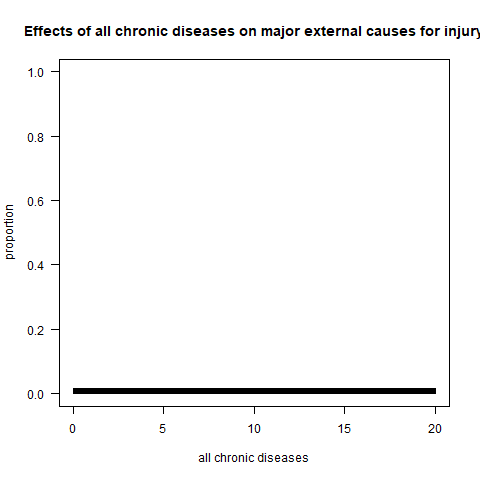 Effects of all chronic diseases on major external causes for injury
1.0
0.8
0.6
0.4
0.2
0.0
proportion
0 5 10 15 20
all chronic diseases